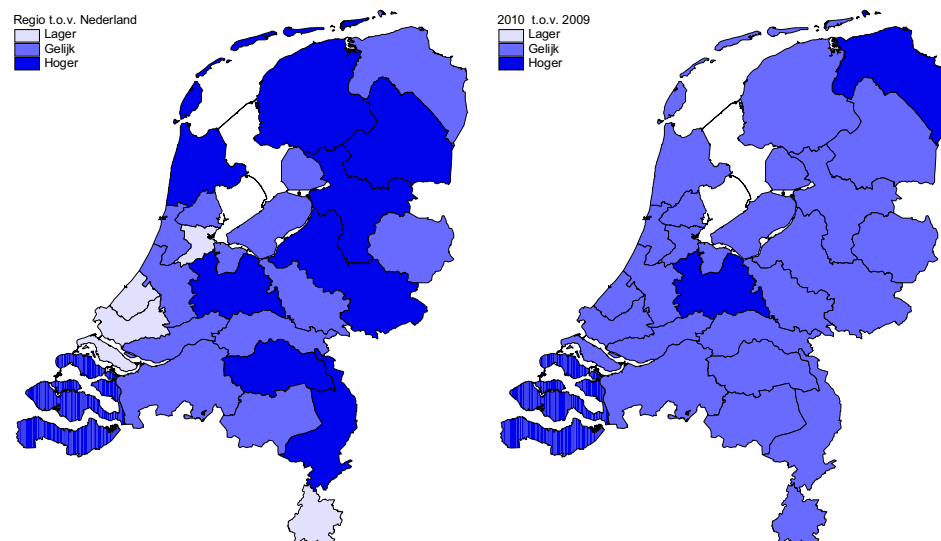 Regio t.o.v. Nederland
Lager
Gelijk
Hoger
2010 t.o.v. 2009
Lager
Gelijk
Hoger